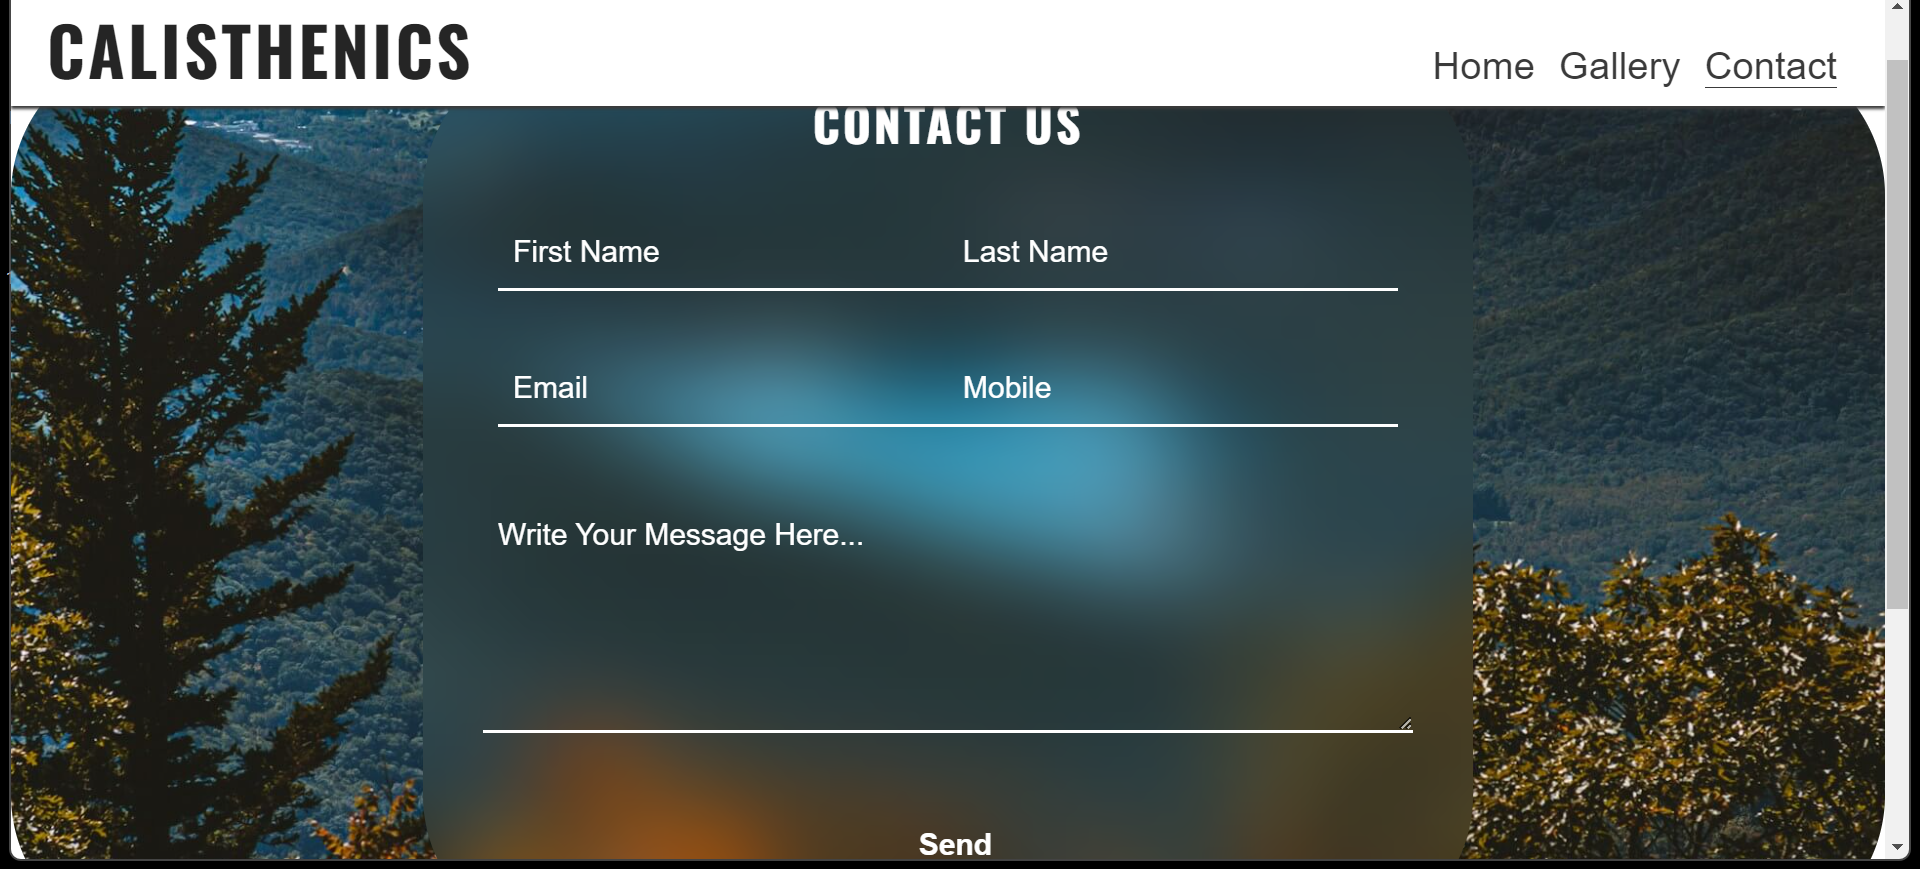 CALISTHENICS
Home Gallery Contact
CONTACT US
First Name Last Name
Email Mobile
Write Your Message Here...
Send